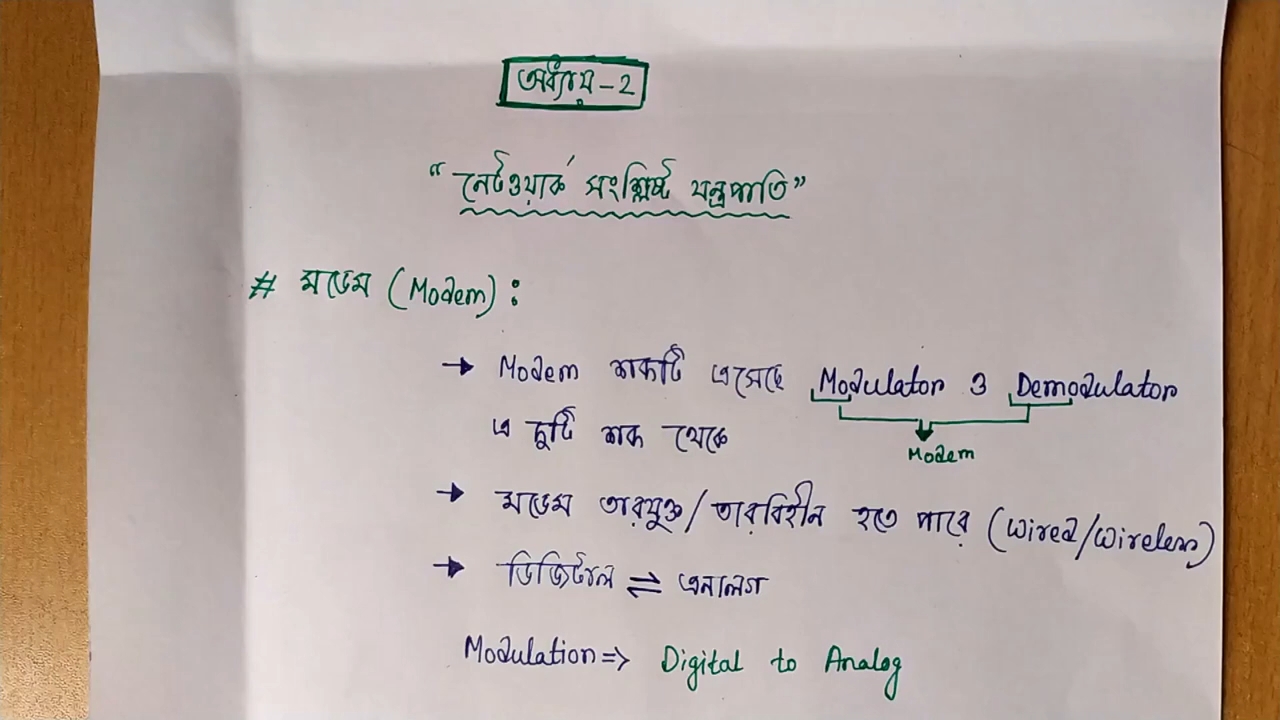 অধ্যায় - 2
"নেটওয়ার্ক সংশ্লিষ্ট যন্ত্রপাতি"
# মডেম (Modem) :
→ Modem শব্দটি এসেছে Modulator ও Demodulator
এ দুটি শব্দ থেকে
Modem
→ মডেম তারযুক্ত/তারবিহীন হতে পারে (Wired/Wireless)
→ ডিজিটাল ⇌ এনালগ
Modulation => Digital to Analog